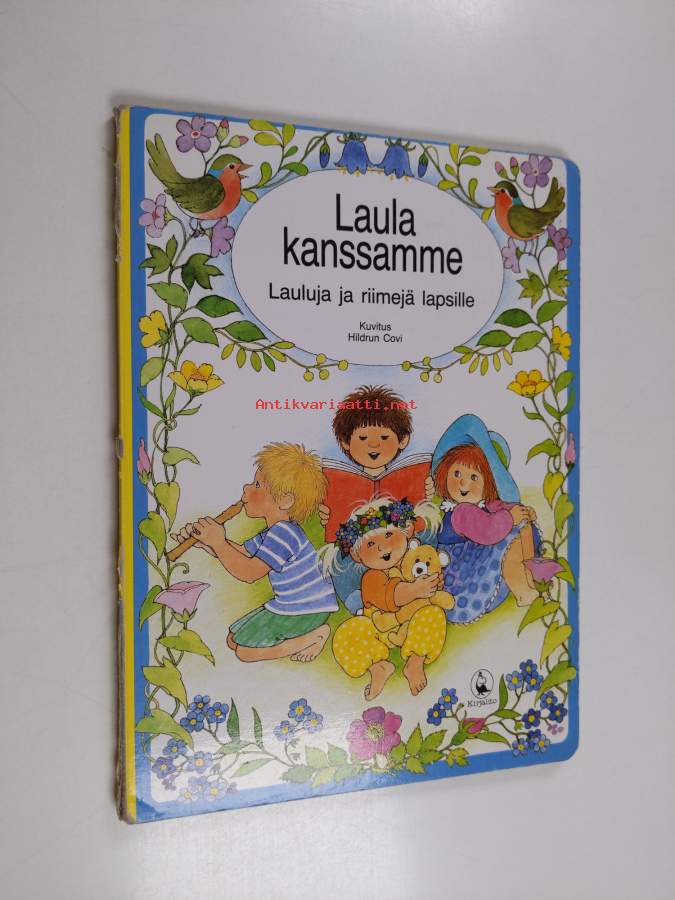 Laula
kanssamme
Lauluja ja riimejä lapsille
Kuvitus
Hildrun Covi
Antikvariaatti.net
Kirjalito